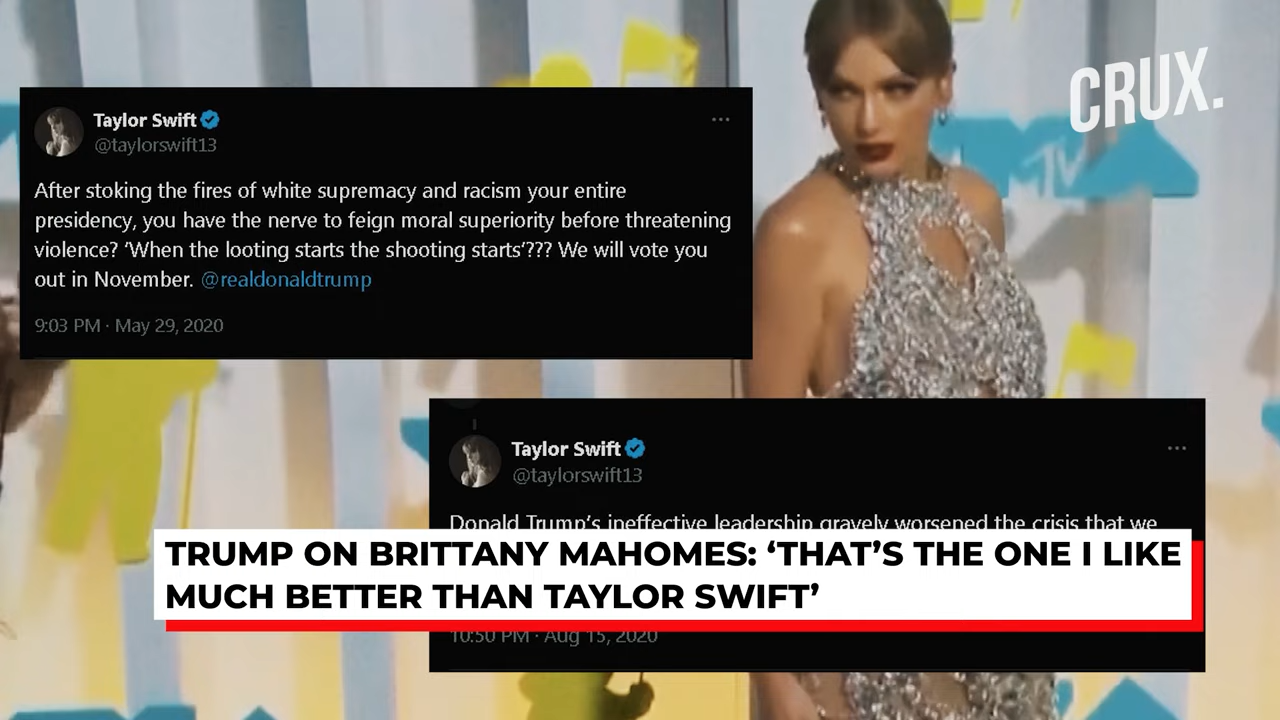 CRUX.
MTV
Taylor Swift
@taylorswift13
After stoking the fires of white supremacy and racism your entire
presidency, you have the nerve to feign moral superiority before threatening
violence? ‘When the looting starts the shooting starts’??? We will vote you
out in November. @realdonaldtrump
9:03 PM · May 29, 2020
Taylor Swift
@taylorswift13
Donald Trump’s ineffective leadership gravely worsened the crisis that we
TRUMP ON BRITTANY MAHOMES: ‘THAT’S THE ONE I LIKE
MUCH BETTER THAN TAYLOR SWIFT’
10:50 PM · Aug 15, 2020